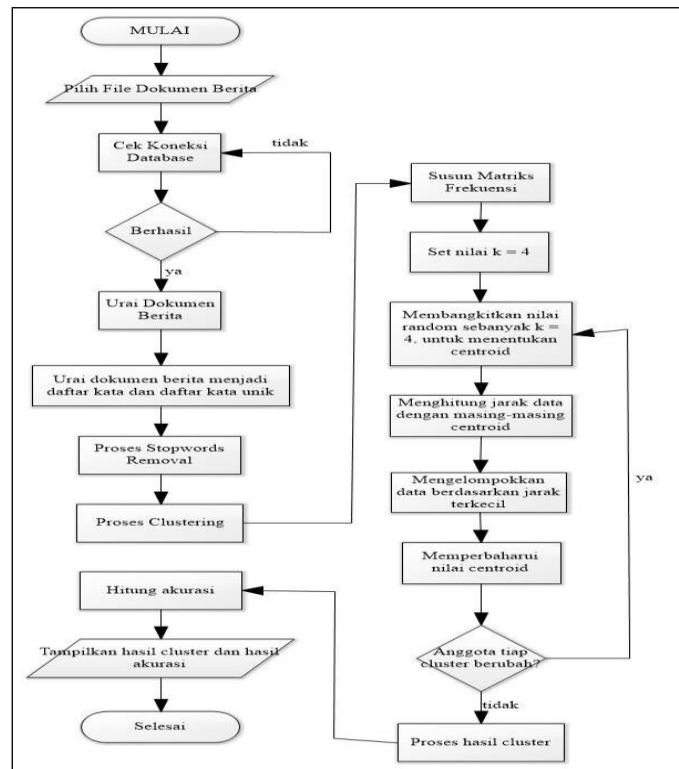 MULAI
Pilih File Dokumen Berita
Cek Koneksi
Database
tidak
Berhasil
ya
Urai Dokumen
Berita
Urai dokumen berita menjadi
daftar kata dan daftar kata unik
Proses Stopwords
Removal
Proses Clustering
Susun Matriks
Frekuensi
Set nilai k = 4
Membangkitkan nilai
random sebanyak k =
4, untuk menentukan
centroid
Menghitung jarak data
dengan masing-masing
centroid
Mengelompokkan
data berdasarkan jarak
terkecil
Memperbaharui
nilai centroid
Anggota tiap
cluster berubah?
ya
tidak
Proses hasil cluster
Hitung akurasi
Tampilkan hasil cluster dan hasil
akurasi
Selesai